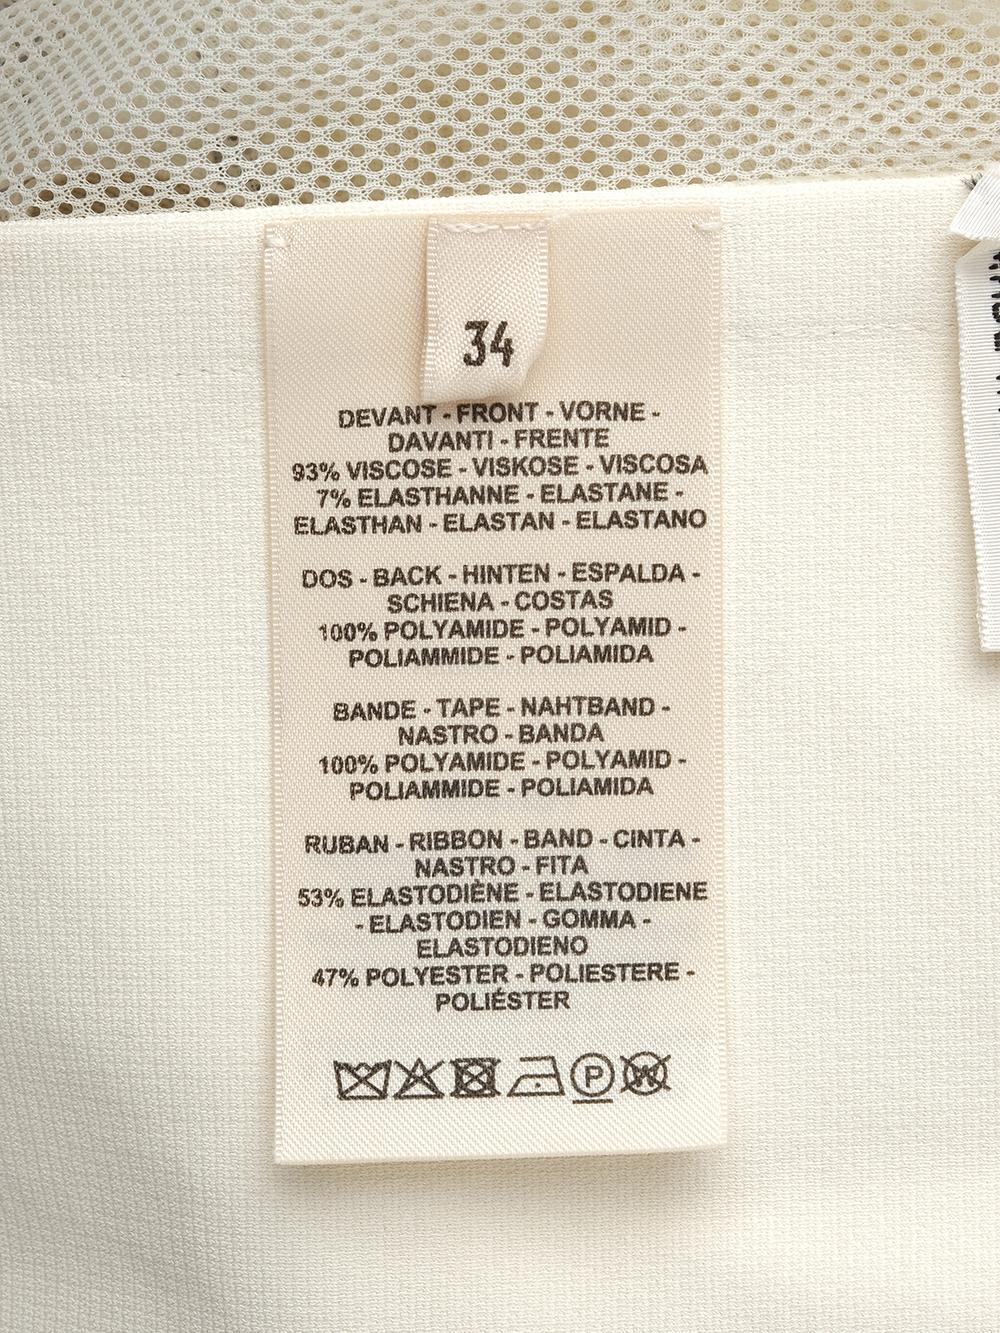 34
DEVANT - FRONT - VORNE -
DAVANTI - FRENTE
93% VISCOSE - VISKOSE - VISCOSA
7% ELASTHANNE - ELASTANE -
ELASTHAN - ELASTAN - ELASTANO
DOS - BACK - HINTEN - ESPALDA -
SCHIENA - COSTAS
100% POLYAMIDE - POLYAMID -
POLIAMMIDE - POLIAMIDA
BANDE - TAPE - NAHTBAND -
NASTRO - BANDA
100% POLYAMIDE - POLYAMID -
POLIAMMIDE - POLIAMIDA
RUBAN - RIBBON - BAND - CINTA -
NASTRO - FITA
53% ELASTODIÈNE - ELASTODIENE
- ELASTODIEN - GOMMA -
ELASTODIENO
47% POLYESTER - POLIESTERE -
POLIÉSTER
P W